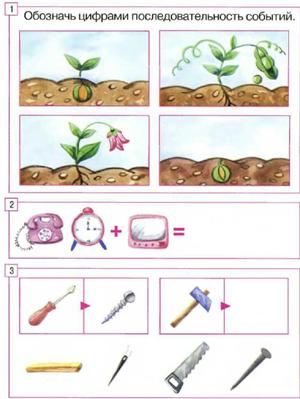 1
Обозначь цифрами последовательность событий.
2
+ =
3